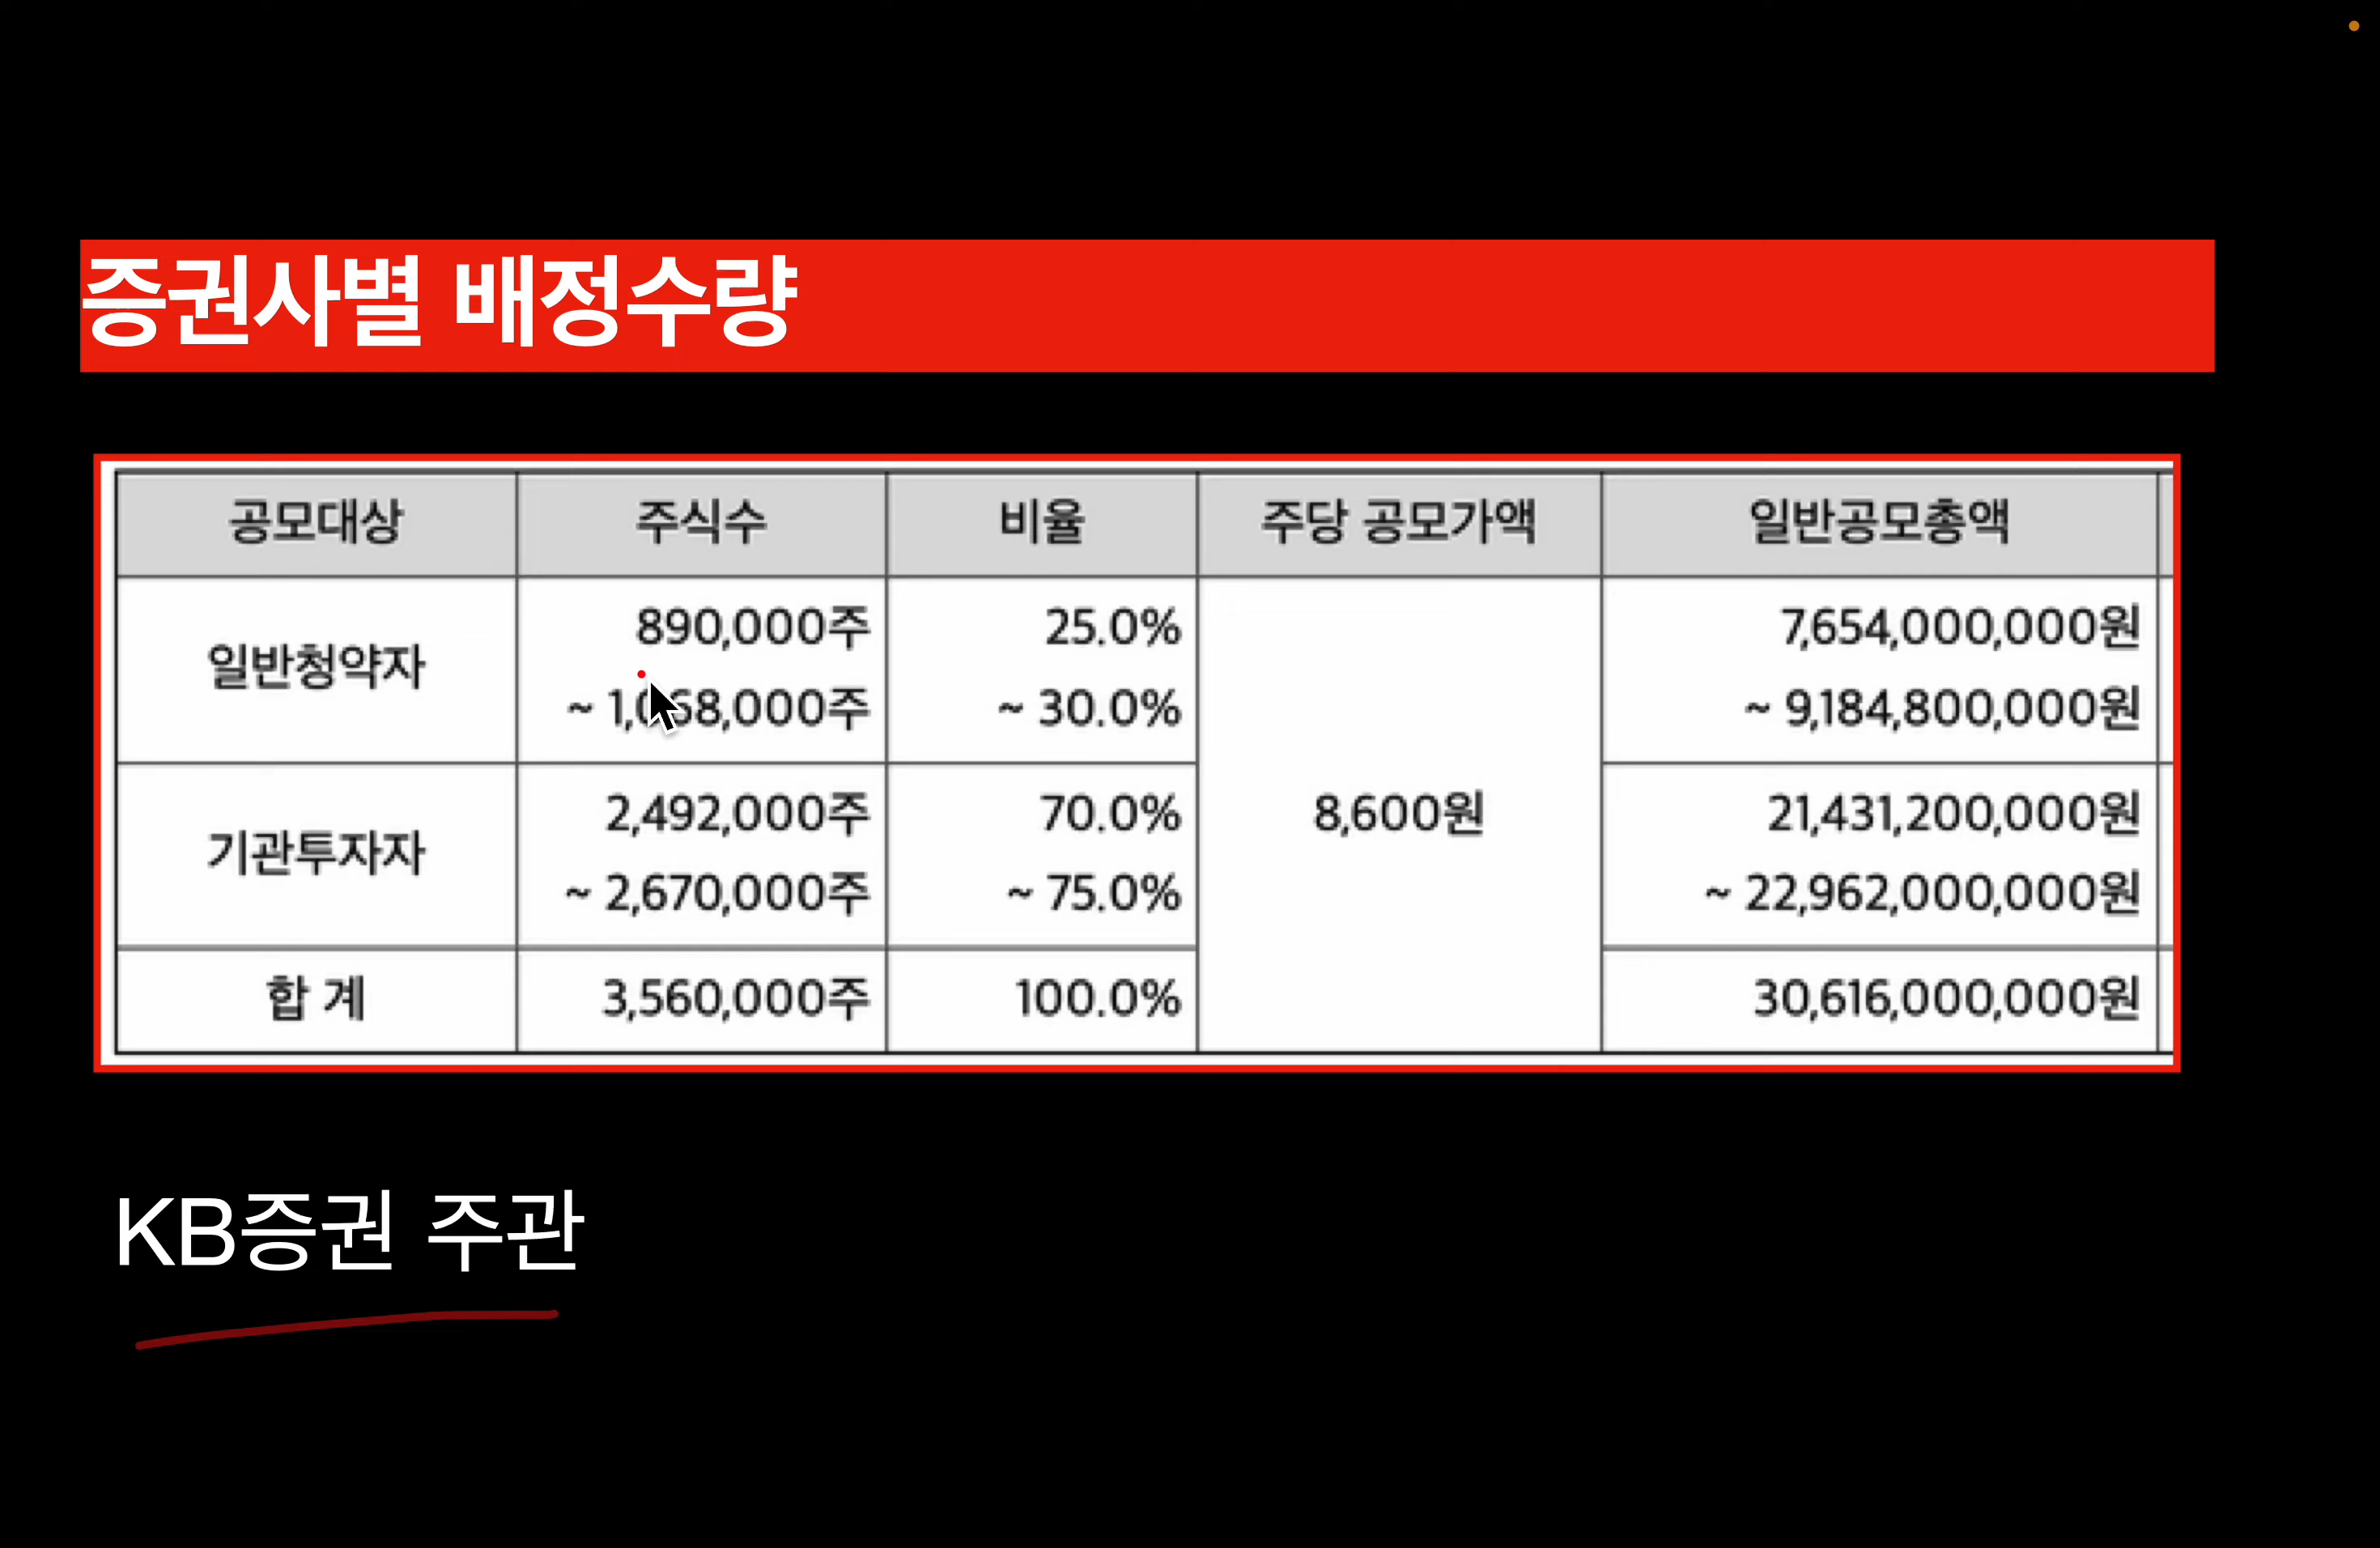 증권사별 배정수량
공모대상 주식수 비율 주당 공모가액 일반공모총액
일반청약자 890,000주 25.0% 7,654,000,000원
~ 1,068,000주 ~ 30.0% ~ 9,184,800,000원
기관투자자 2,492,000주 70.0% 8,600원 21,431,200,000원
~ 2,670,000주 ~ 75.0% ~ 22,962,000,000원
합 계 3,560,000주 100.0% 30,616,000,000원
KB증권 주관